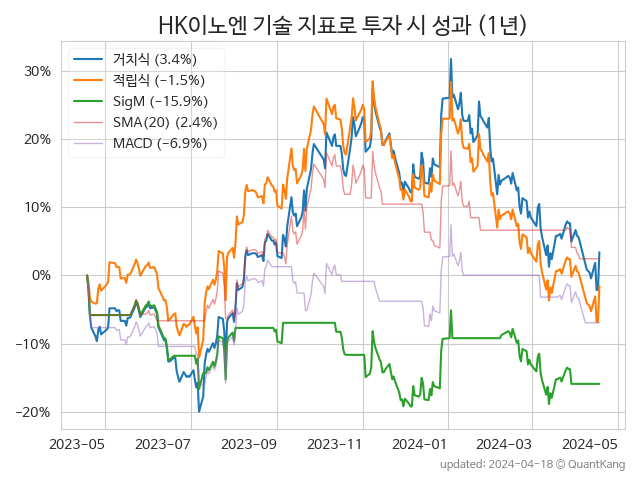 HK이노엔 기술 지표로 투자 시 성과 (1년)
거치식 (3.4%)
적립식 (−1.5%)
SigM (−15.9%)
SMA(20) (2.4%)
MACD (−6.9%)
30%
20%
10%
0%
−10%
−20%
2023-05 2023-07 2023-09 2023-11 2024-01 2024-03 2024-05
updated: 2024-04-18 © QuantKang